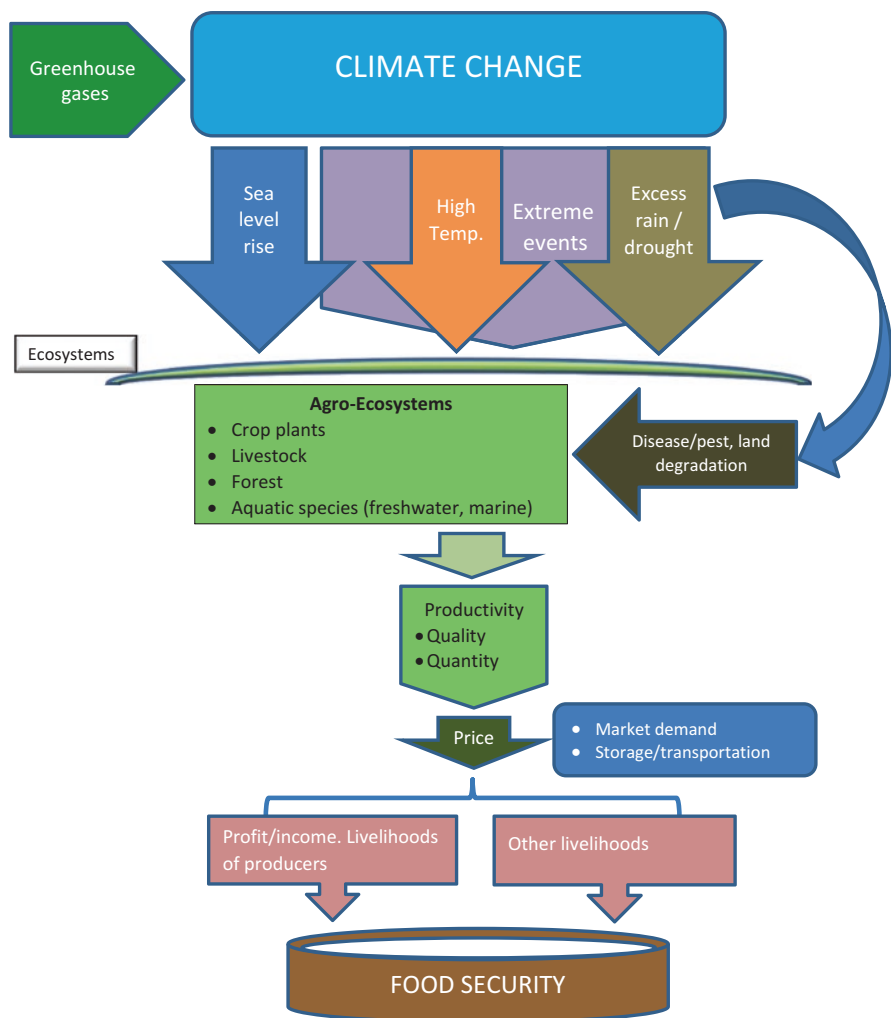 Greenhouse
gases
CLIMATE CHANGE
Sea
level
rise
High
Temp.
Extreme
events
Excess
rain /
drought
Ecosystems
Agro-Ecosystems
• Crop plants
• Livestock
• Forest
• Aquatic species (freshwater, marine)
Disease/pest, land
degradation
Productivity
• Quality
• Quantity
Price
• Market demand
• Storage/transportation
Profit/income. Livelihoods
of producers
Other livelihoods
FOOD SECURITY